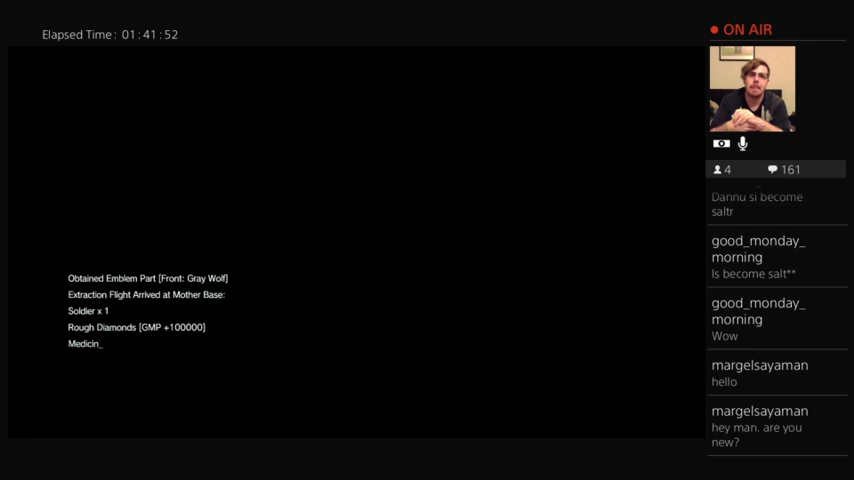 Elapsed Time: 01:41:52
ON AIR
4 161
Dannu si become
saltr
good_monday_
morning
Is become salt**
good_monday_
morning
Wow
margelsayaman
hello
margelsayaman
hey man. are you
new?
Obtained Emblem Part [Front: Gray Wolf]
Extraction Flight Arrived at Mother Base:
Soldier x 1
Rough Diamonds [GMP +100000]
Medicin_